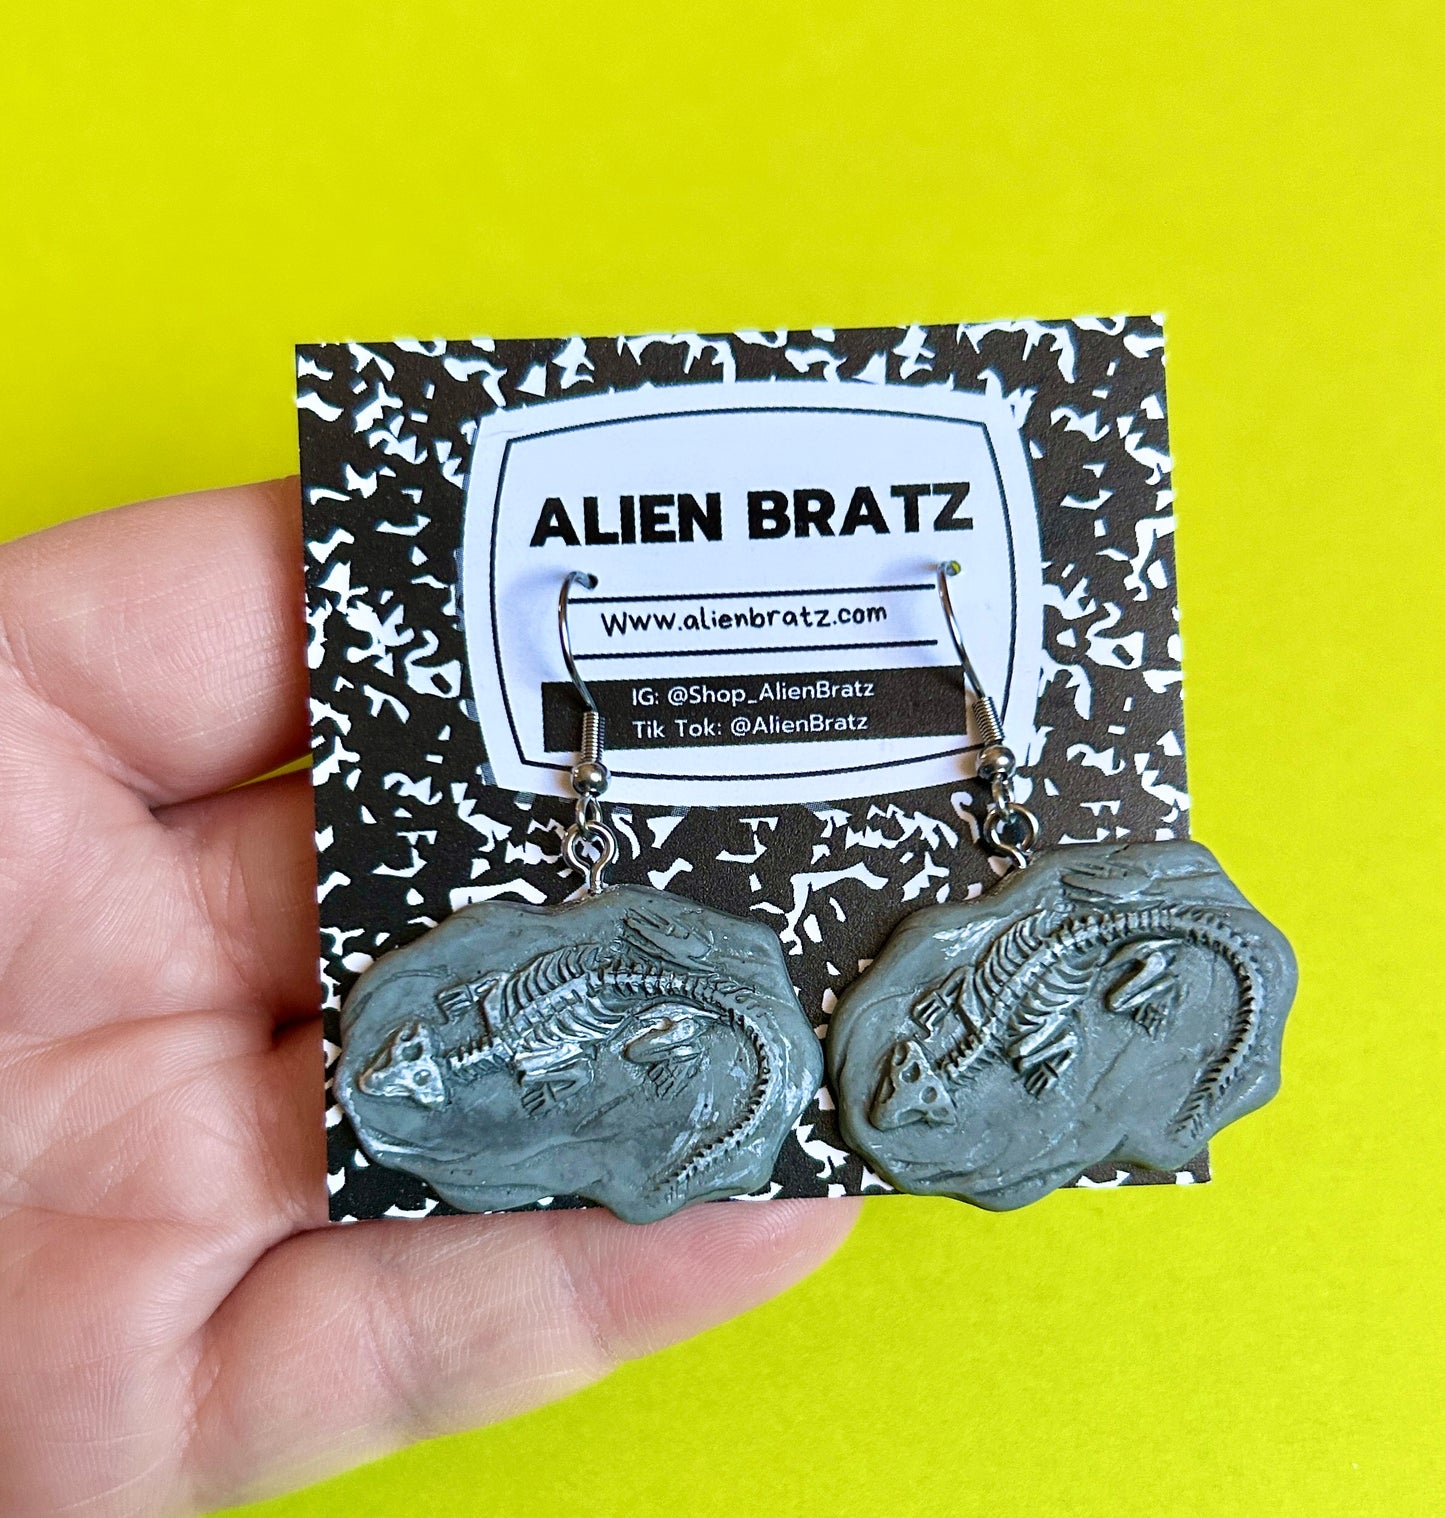 ALIEN BRATZ
Www.alienbratz.com
IG: @Shop_AlienBratz
Tik Tok: @AlienBratz